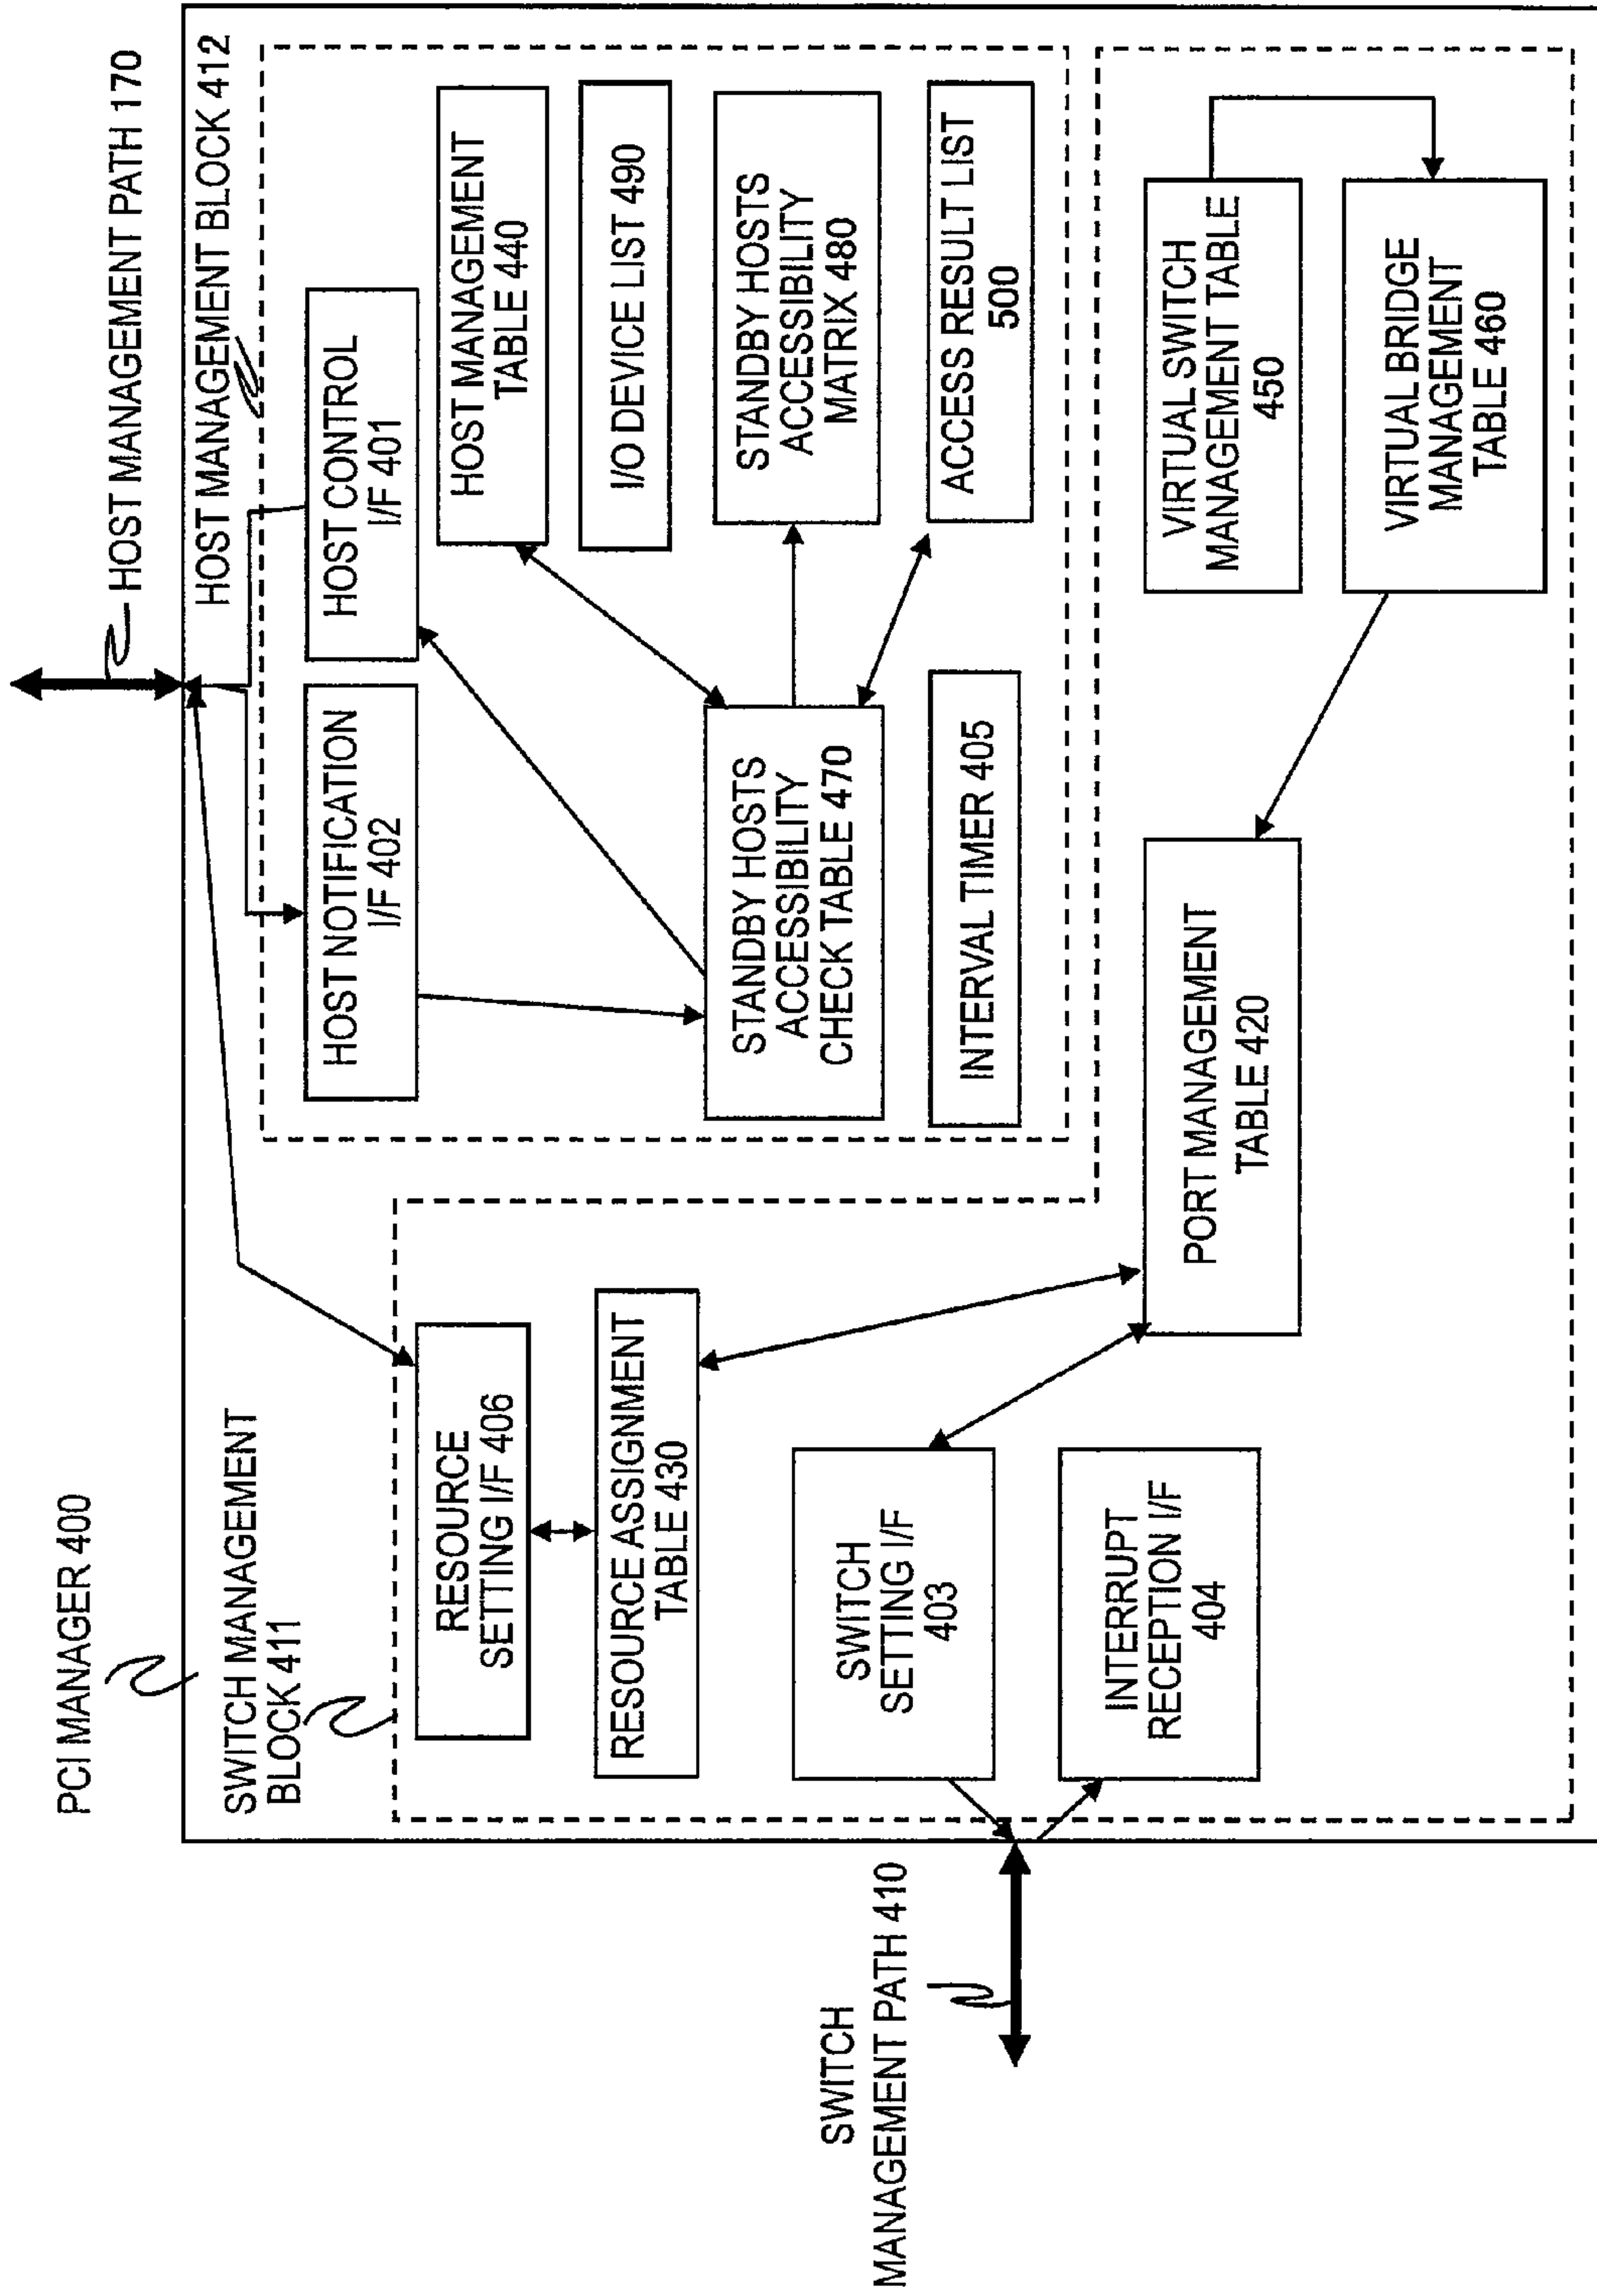 PCI MANAGER 400
HOST MANAGEMENT PATH 170
SWITCH MANAGEMENT
BLOCK 411
HOST MANAGEMENT BLOCK 412
HOST NOTIFICATION
I/F 402
HOST CONTROL
I/F 401
RESOURCE
SETTING I/F 406
HOST MANAGEMENT
TABLE 440
RESOURCE ASSIGNMENT
TABLE 430
I/O DEVICE LIST 490
STANDBY HOSTS
ACCESSIBILITY
CHECK TABLE 470
STANDBY HOSTS
ACCESSIBILITY
MATRIX 480
SWITCH
SETTING I/F
403
INTERVAL TIMER 405
ACCESS RESULT LIST
500
SWITCH
MANAGEMENT PATH 410
INTERRUPT
RECEPTION I/F
404
PORT MANAGEMENT
TABLE 420
VIRTUAL SWITCH
MANAGEMENT TABLE
450
VIRTUAL BRIDGE
MANAGEMENT
TABLE 460